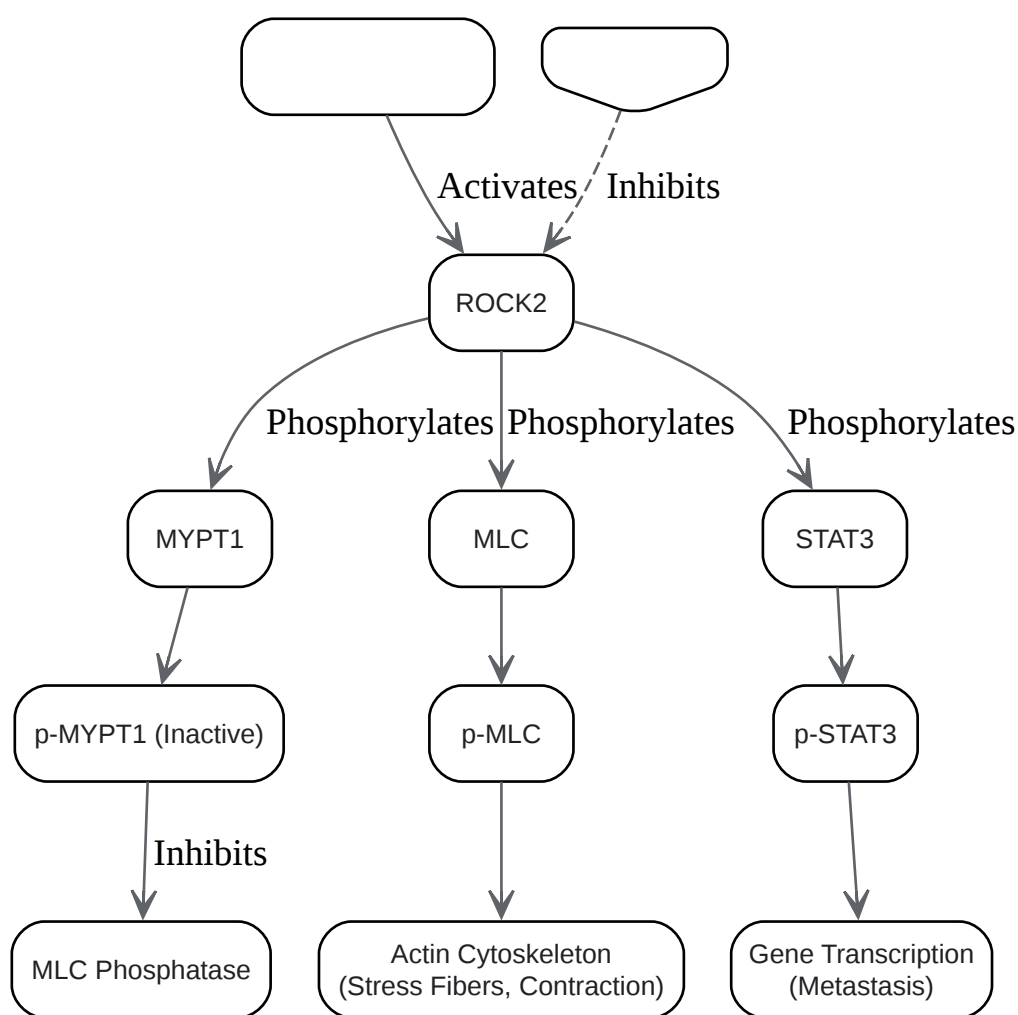 Activates
Inhibits
ROCK2
Phosphorylates
Phosphorylates
Phosphorylates
MYPT1
MLC
STAT3
p-MYPT1 (Inactive)
p-MLC
p-STAT3
Inhibits
MLC Phosphatase
Actin Cytoskeleton
(Stress Fibers, Contraction)
Gene Transcription
(Metastasis)